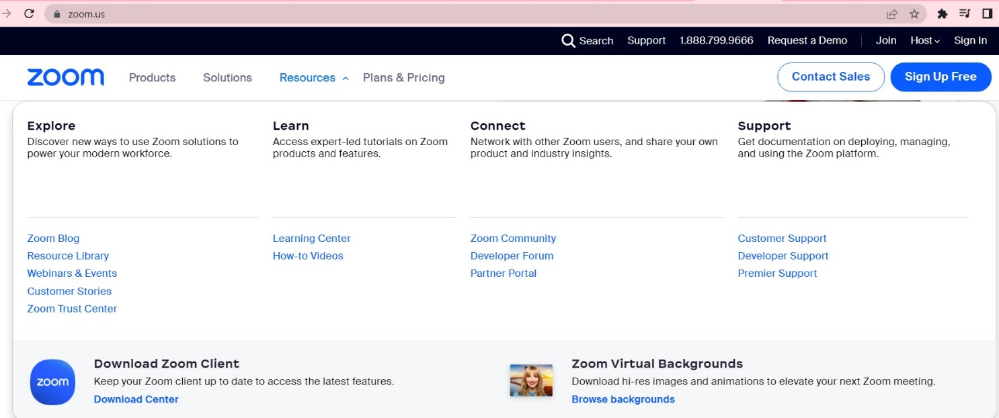 zoom.us
Search Support 1.888.799.9666 Request a Demo Join Host Sign In
zoom Products Solutions Resources Plans & Pricing Contact Sales Sign Up Free
Explore
Discover new ways to use Zoom solutions to
power your modern workforce.
Learn
Access expert-led tutorials on Zoom
products and features.
Connect
Network with other Zoom users, and share your own
product and industry insights.
Support
Get documentation on deploying, managing,
and using the Zoom platform.
Zoom Blog
Resource Library
Webinars & Events
Customer Stories
Zoom Trust Center
Learning Center
How-to Videos
Zoom Community
Developer Forum
Partner Portal
Customer Support
Developer Support
Premier Support
zoom
Download Zoom Client
Keep your Zoom client up to date to access the latest features.
Download Center
Zoom Virtual Backgrounds
Download hi-res images and animations to elevate your next Zoom meeting.
Browse backgrounds